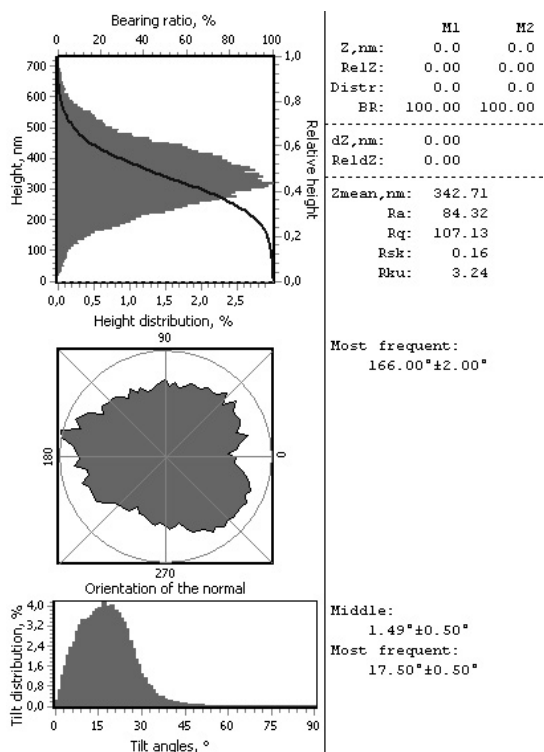 Bearing ratio, %
0 20 40 60 80 100
Height, nm
700
600
500
400
300
200
100
0
1,0
0,8
0,6
0,4
0,2
0,0
Relative height
0,0 0,5 1,0 1,5 2,0 2,5
Height distribution, %
M1 M2
Z,nm: 0.0 0.0
RelZ: 0.00 0.00
Distr: 0.0 0.0
BR: 100.00 100.00
dZ,nm: 0.00
ReldZ: 0.00
Zmean,nm: 342.71
Ra: 84.32
Rq: 107.13
Rsk: 0.16
Rku: 3.24
90
180
0
270
Orientation of the normal
Most frequent:
166.00°±2.00°
Tilt distribution, %
4,0
3,2
2,4
1,6
0,8
0,0
0 15 30 45 60 75 90
Tilt angles, °
Middle:
1.49°±0.50°
Most frequent:
17.50°±0.50°